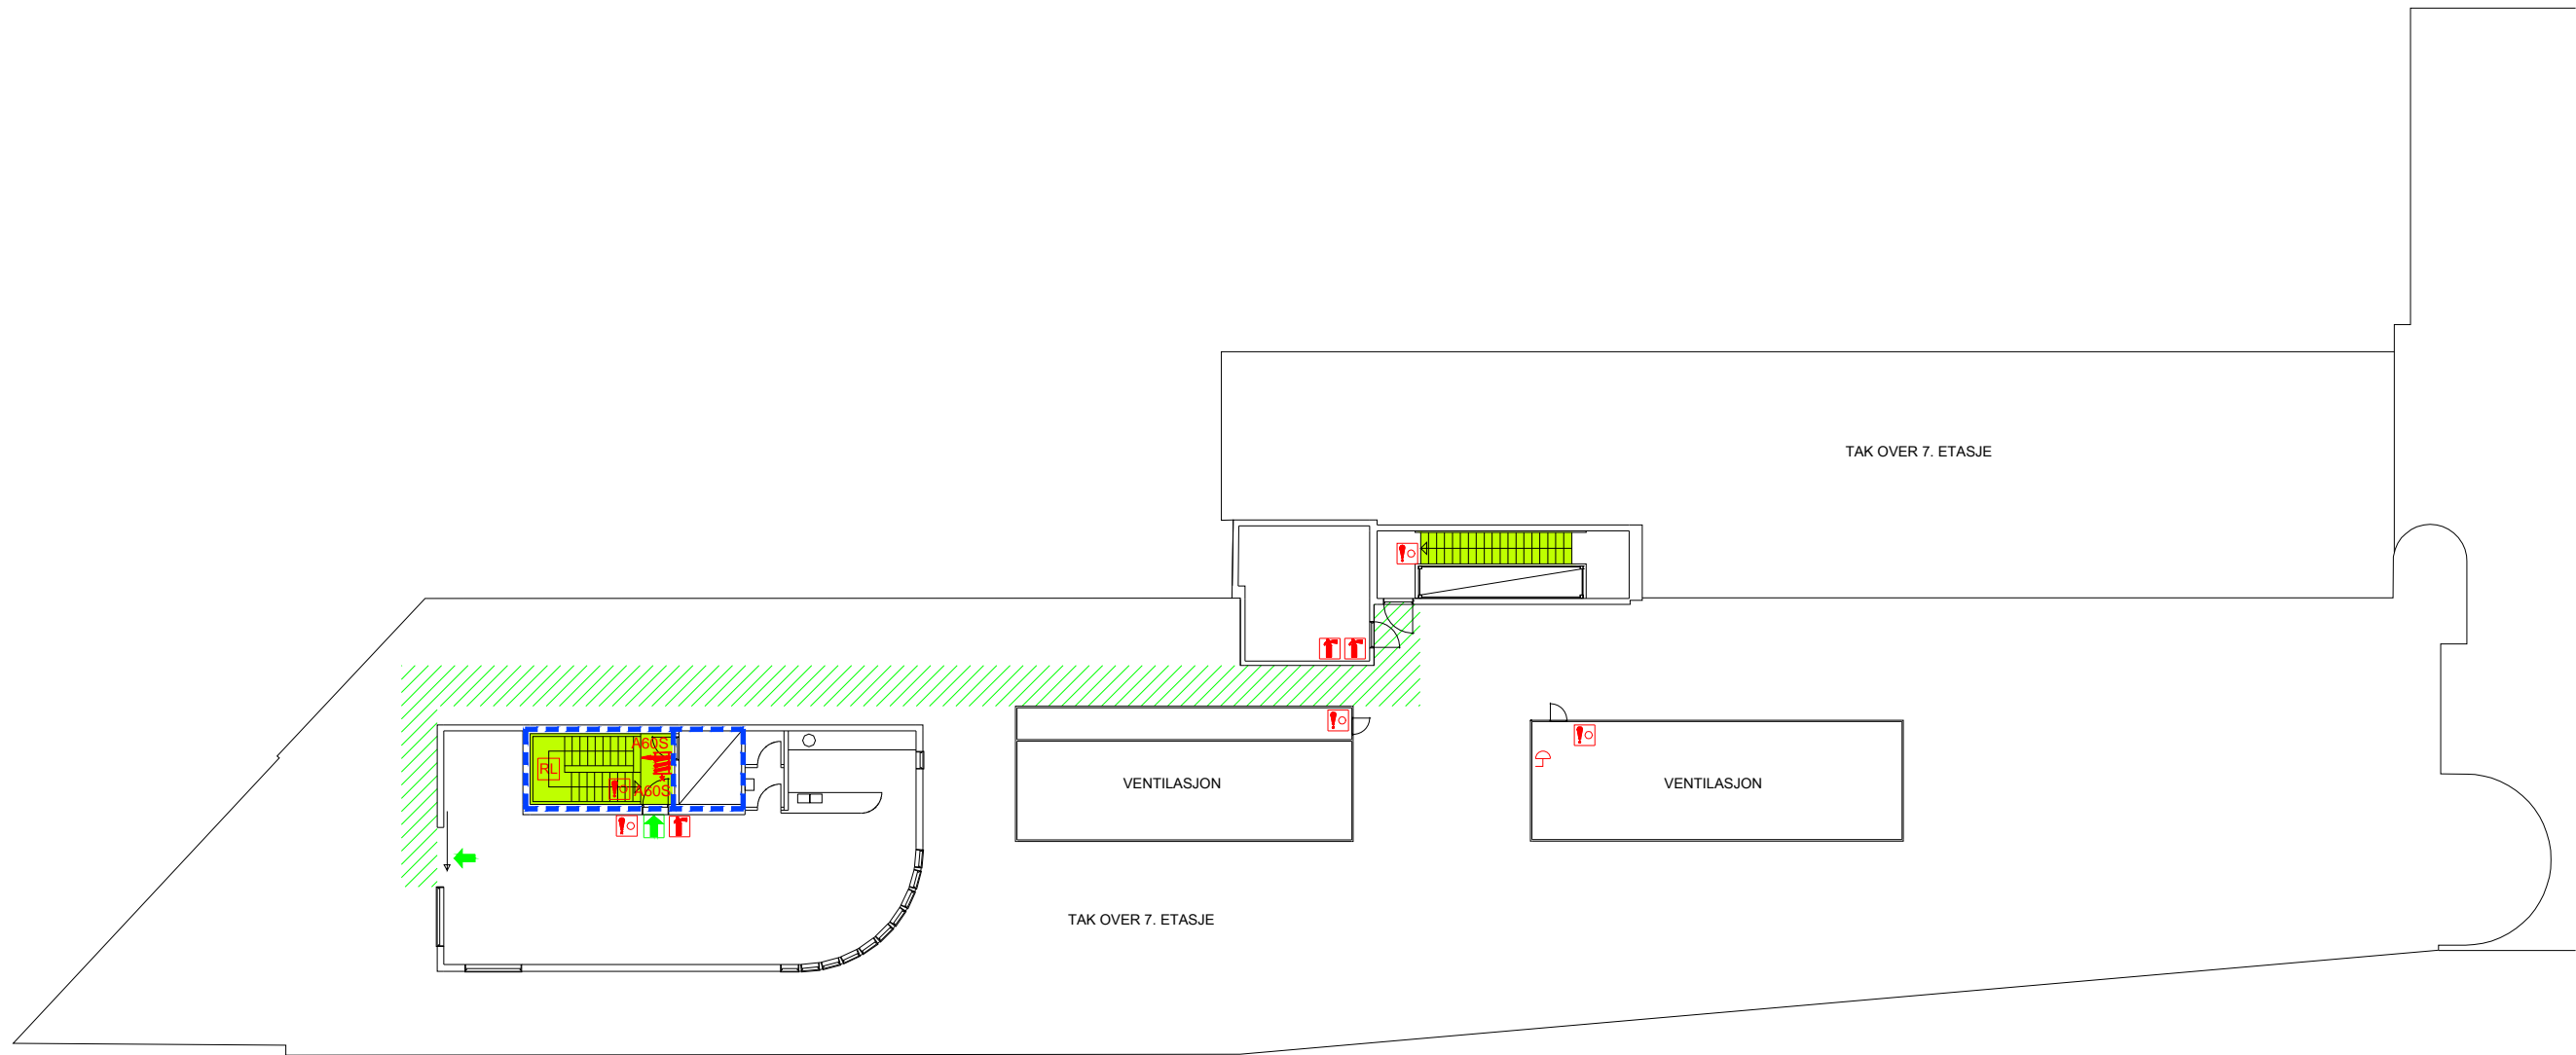 TAK OVER 7. ETASJE
A60S
RL
A60S
VENTILASJON
VENTILASJON
TAK OVER 7. ETASJE